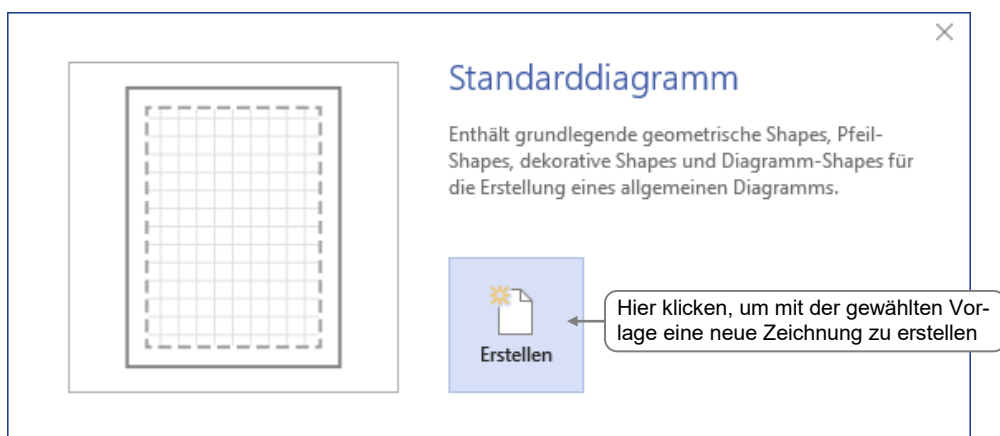 Standarddiagramm
Enthält grundlegende geometrische Shapes, Pfeil-
Shapes, dekorative Shapes und Diagramm-Shapes für
die Erstellung eines allgemeinen Diagramms.
Erstellen
Hier klicken, um mit der gewählten Vor-
lage eine neue Zeichnung zu erstellen